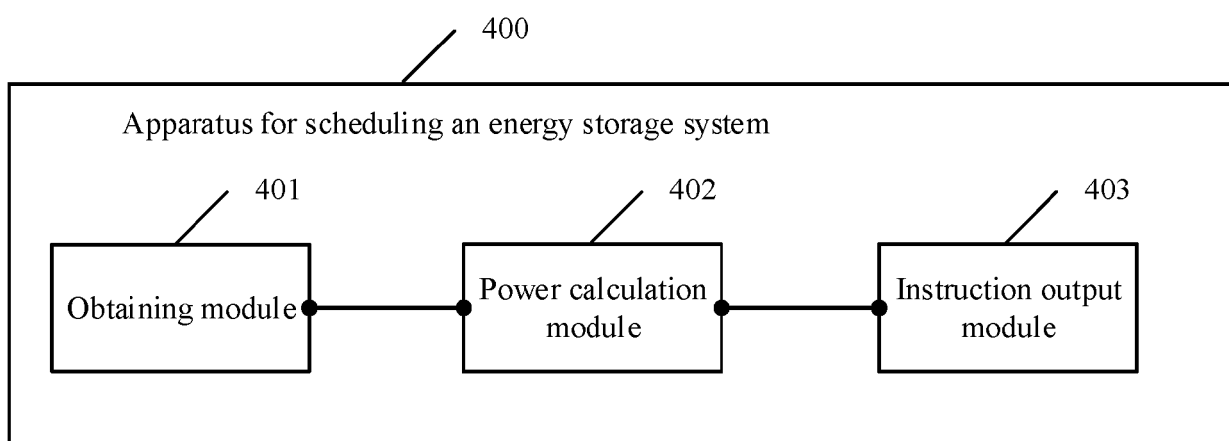 400
Apparatus for scheduling an energy storage system
401
402
403
Obtaining module
Power calculation
module
Instruction output
module